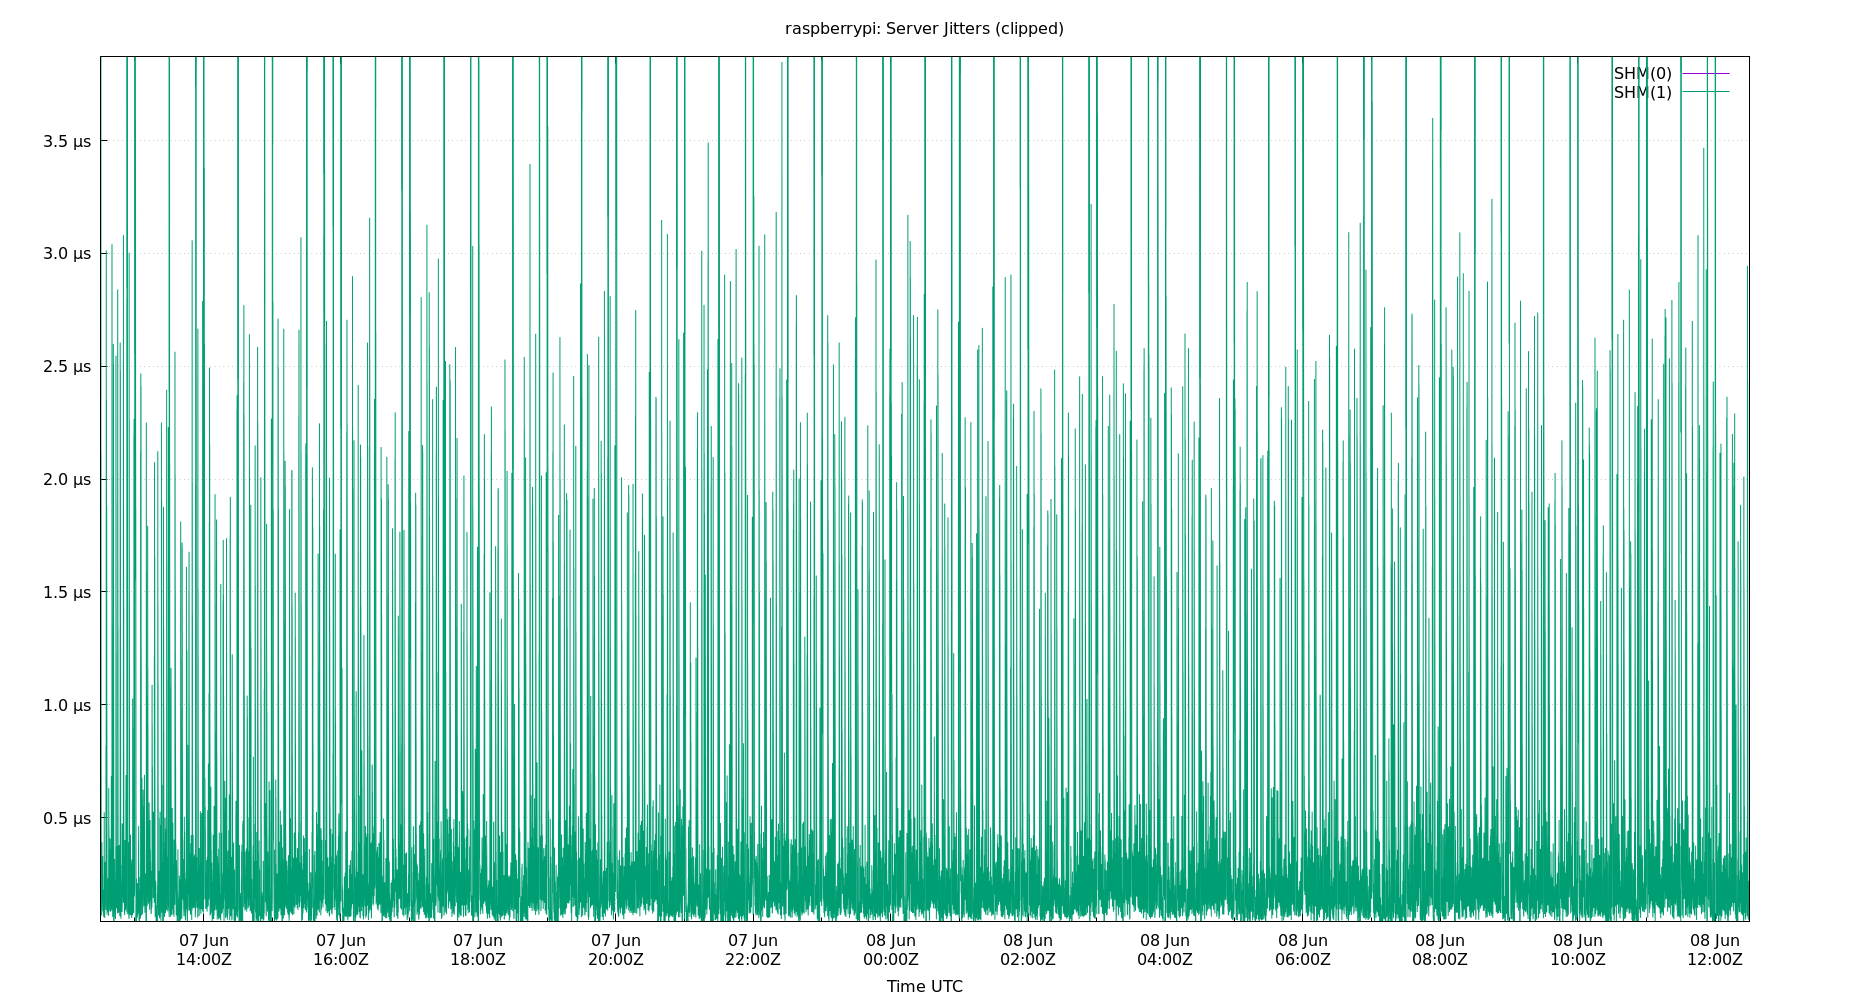 raspberrypi: Server Jitters (clipped)
SHM(0)
SHM(1)
3.5 µs
3.0 µs
2.5 µs
2.0 µs
1.5 µs
1.0 µs
0.5 µs
07 Jun 07 Jun 07 Jun 07 Jun 07 Jun 08 Jun 08 Jun 08 Jun 08 Jun 08 Jun 08 Jun 08 Jun
14:00Z 16:00Z 18:00Z 20:00Z 22:00Z 00:00Z 02:00Z 04:00Z 06:00Z 08:00Z 10:00Z 12:00Z
Time UTC